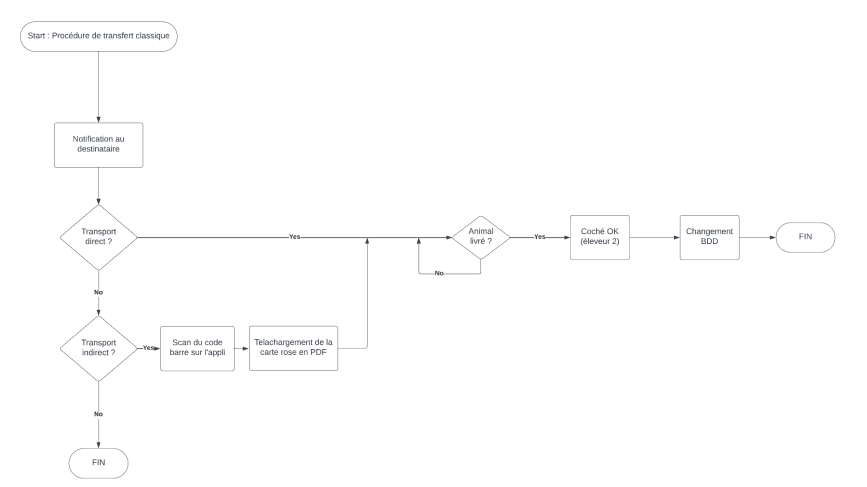 Start : Procédure de transfert classique
Notification au
destinataire
Transport
direct ?
Yes
Animal
livré ?
Yes
Coché OK
(éleveur 2)
Changement
BDD
FIN
No
No
Transport
indirect ?
Yes
Scan du code
barre sur l'appli
Telachargement de la
carte rose en PDF
No
FIN